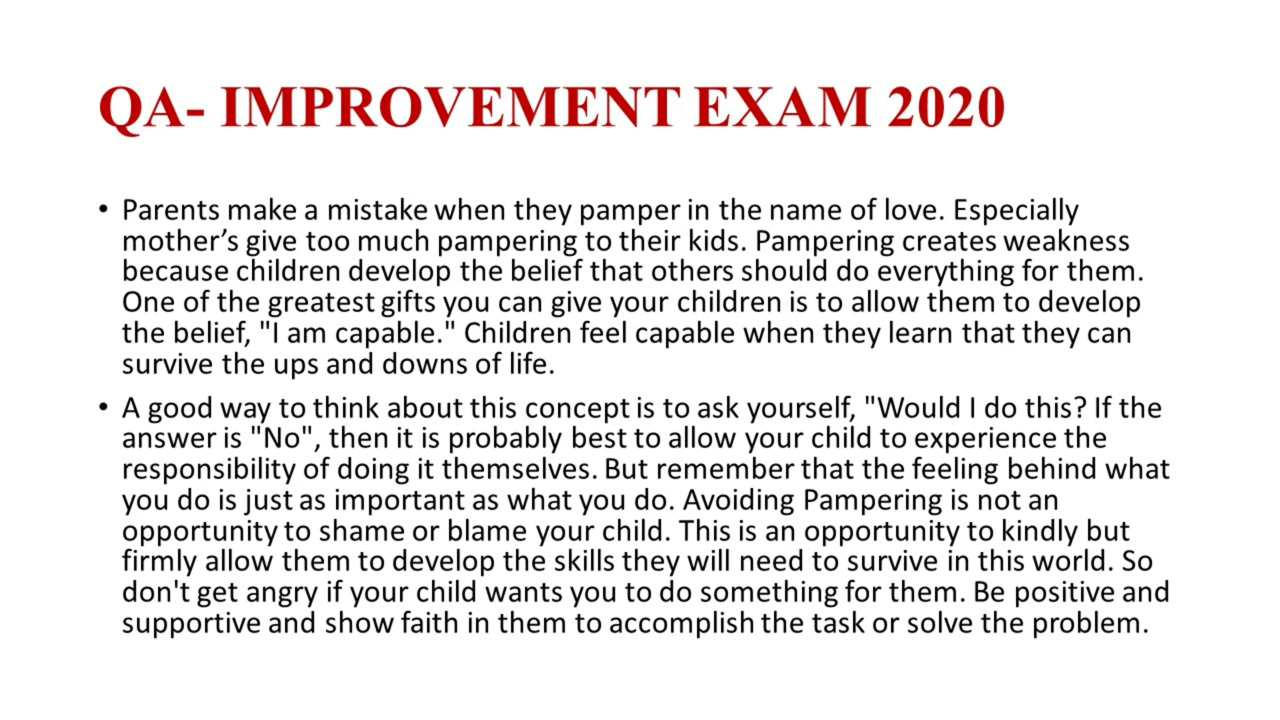 QA- IMPROVEMENT EXAM 2020
• Parents make a mistake when they pamper in the name of love. Especially
mother’s give too much pampering to their kids. Pampering creates weakness
because children develop the belief that others should do everything for them.
One of the greatest gifts you can give your children is to allow them to develop
the belief, "I am capable." Children feel capable when they learn that they can
survive the ups and downs of life.
• A good way to think about this concept is to ask yourself, "Would I do this? If the
answer is "No", then it is probably best to allow your child to experience the
responsibility of doing it themselves. But remember that the feeling behind what
you do is just as important as what you do. Avoiding Pampering is not an
opportunity to shame or blame your child. This is an opportunity to kindly but
firmly allow them to develop the skills they will need to survive in this world. So
don't get angry if your child wants you to do something for them. Be positive and
supportive and show faith in them to accomplish the task or solve the problem.